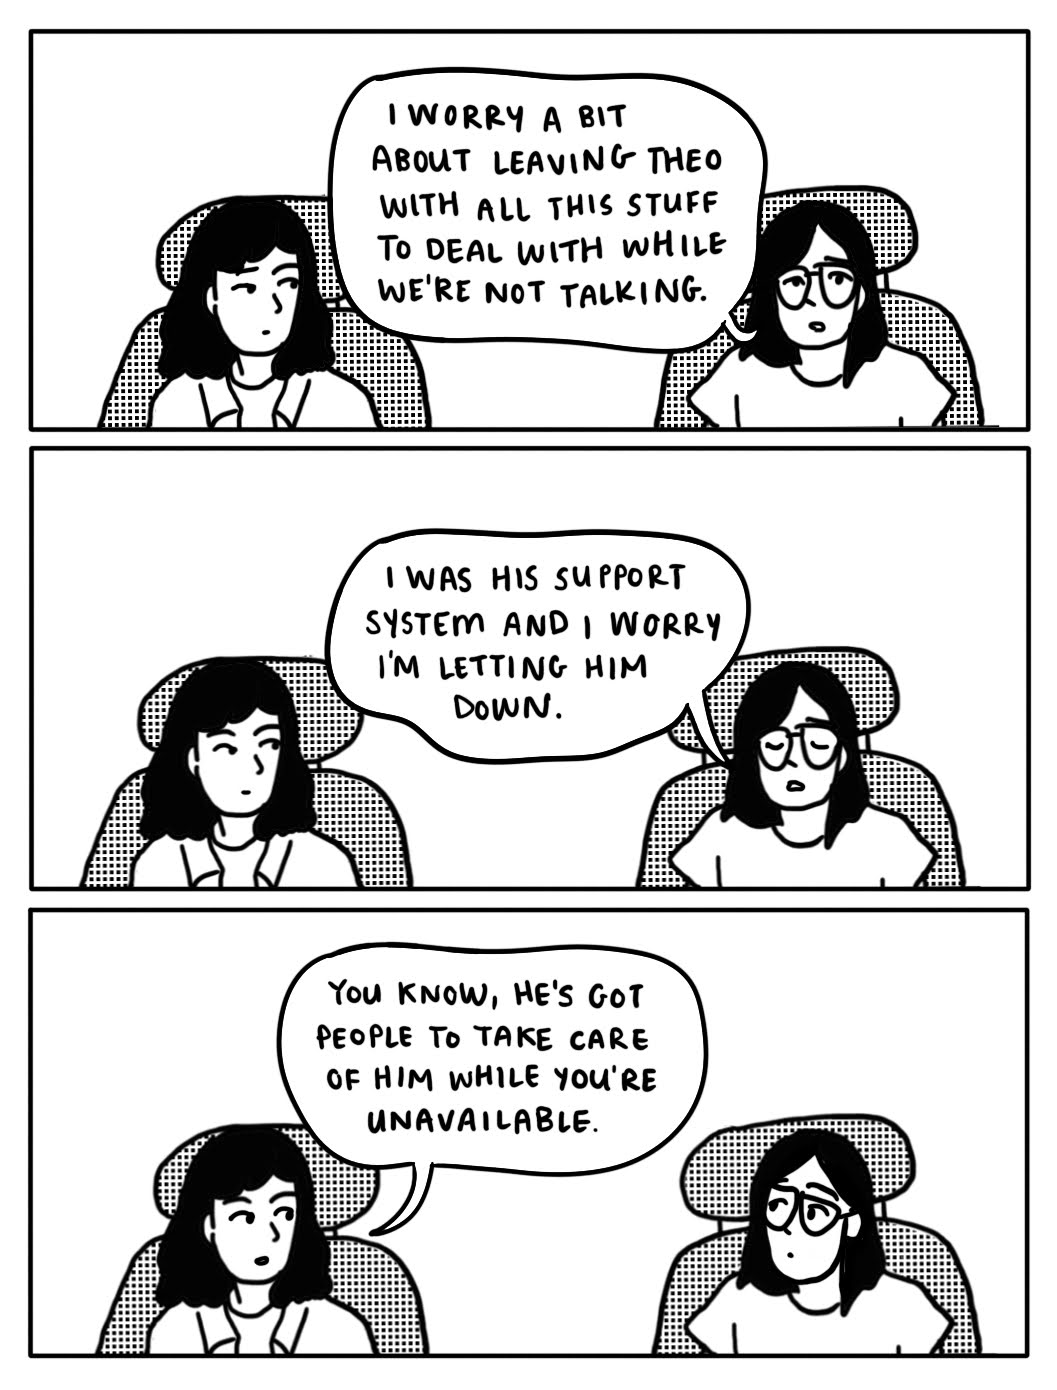 I WORRY A BIT
ABOUT LEAVING THEO
WITH ALL THIS STUFF
TO DEAL WITH WHILE
WE'RE NOT TALKING.
I WAS HIS SUPPORT
SYSTEM AND I WORRY
I'M LETTING HIM
DOWN.
YOU KNOW, HE'S GOT
PEOPLE TO TAKE CARE
OF HIM WHILE YOU'RE
UNAVAILABLE.